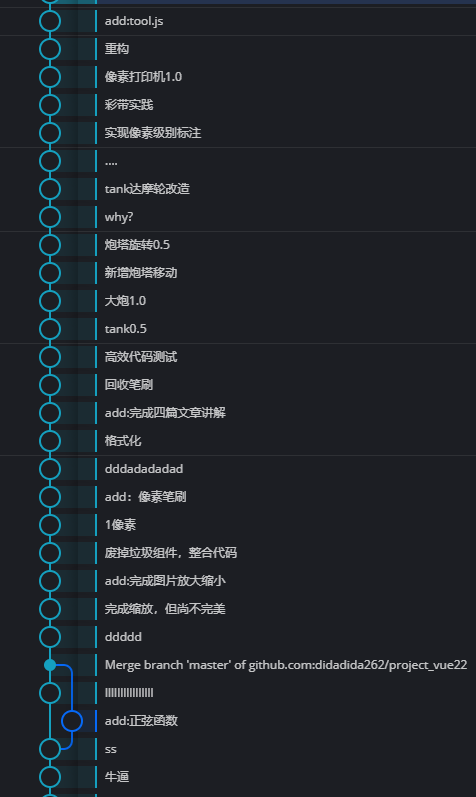 add:tool.js
重构
像素打印机1.0
彩带实践
实现像素级别标注
....
tank达摩轮改造
why?
炮塔旋转0.5
新增炮塔移动
大炮1.0
tank0.5
高效代码测试
回收笔刷
add:完成四篇文章讲解
格式化
dddadadadad
add：像素笔刷
1像素
废掉垃圾组件，整合代码
add:完成图片放大缩小
完成缩放，但尚不完美
ddddd
Merge branch 'master' of github.com:didadida262/project_vue22
llllllllllllllll
add:正弦函数
ss
牛逼